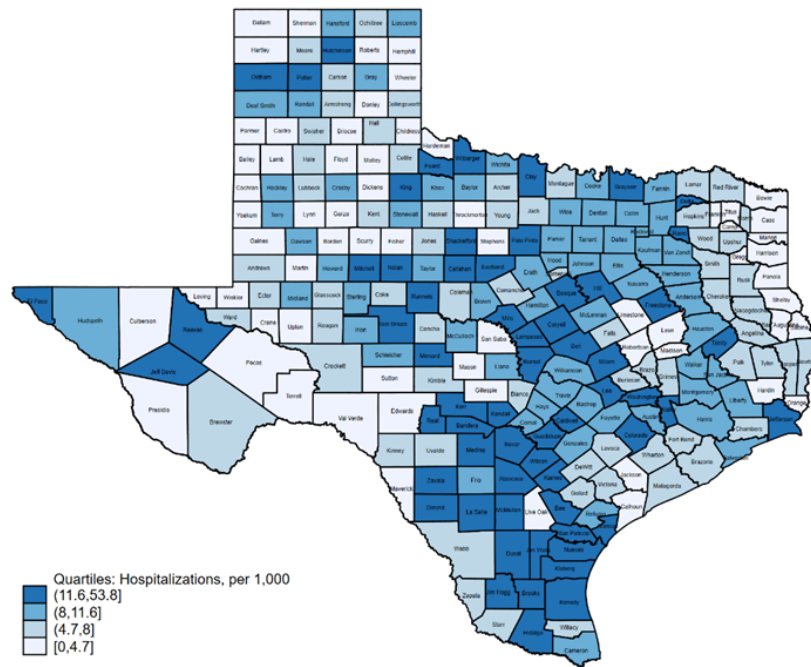 Dallam Sherman Hansford Ochiltree Lipscomb
Hartley Moore Hutchinson Roberts Hemphill
Oldham Potter Carson Gray Wheeler
Deaf Smith Randall Armstrong Donley Collingsworth
Parmer Castro Swisher Briscoe Hall Childress
Hardeman
Bailey Lamb Hale Floyd Motley Cottle Foard Wilbarger Wichita Clay
Cochran Hockley Lubbock Crosby Dickens King Knox Baylor Archer Montague Cooke Grayson Fannin Lamar Red River Bowie
Yoakum Terry Lynn Garza Kent Stonewall Haskell Throckmorton Young Jack Wise Denton Collin Hunt Hopkins Franklin Titus Cass
Gaines Dawson Borden Scurry Fisher Jones Shackelford Stephens Palo Pinto Parker Tarrant Dallas Kaufman Van Zandt Wood Upshur Marion Harrison
Andrews Martin Howard Mitchell Nolan Taylor Callahan Eastland Erath Hood Johnson Ellis Henderson Smith Rusk Panola
El Paso Hudspeth Culberson Reeves Loving Winkler Ector Midland Glasscock Sterling Coke Runnels Coleman Brown Comanche Hamilton Bosque Hill Navarro Freestone Anderson Cherokee Nacogdoches Shelby
Ward Crane Upton Reagan Irion Tom Green Concho McCulloch Mills Coryell McLennan Limestone Falls Leon Houston Angelina
Jeff Davis Pecos Crockett Schleicher Menard San Saba Lampasas Bell Robertson Madison Trinity Polk Tyler
Presidio Brewster Terrell Sutton Kimble Mason Llano Burnet Williamson Milam Burleson Brazos Grimes Walker San Jacinto Hardin Orange
Val Verde Edwards Gillespie Blanco Travis Lee Washington Montgomery Liberty Jefferson
Real Kerr Kendall Hays Bastrop Fayette Austin Harris Chambers
Kinney Uvalde Bandera Medina Bexar Comal Guadalupe Caldwell Gonzales Lavaca Colorado Wharton Fort Bend Galveston Brazoria
Maverick Zavala Frio Atascosa Wilson Karnes DeWitt Victoria Jackson Matagorda
Dimmit La Salle McMullen Live Oak Bee Goliad Refugio Calhoun
Webb Duval Jim Wells San Patricio Nueces
Kleberg
Zapata Jim Hogg Brooks Kenedy
Starr Hidalgo Willacy
Cameron
Quartiles: Hospitalizations, per 1,000
(11.6,53.8]
(8,11.6]
(4.7,8]
[0,4.7]